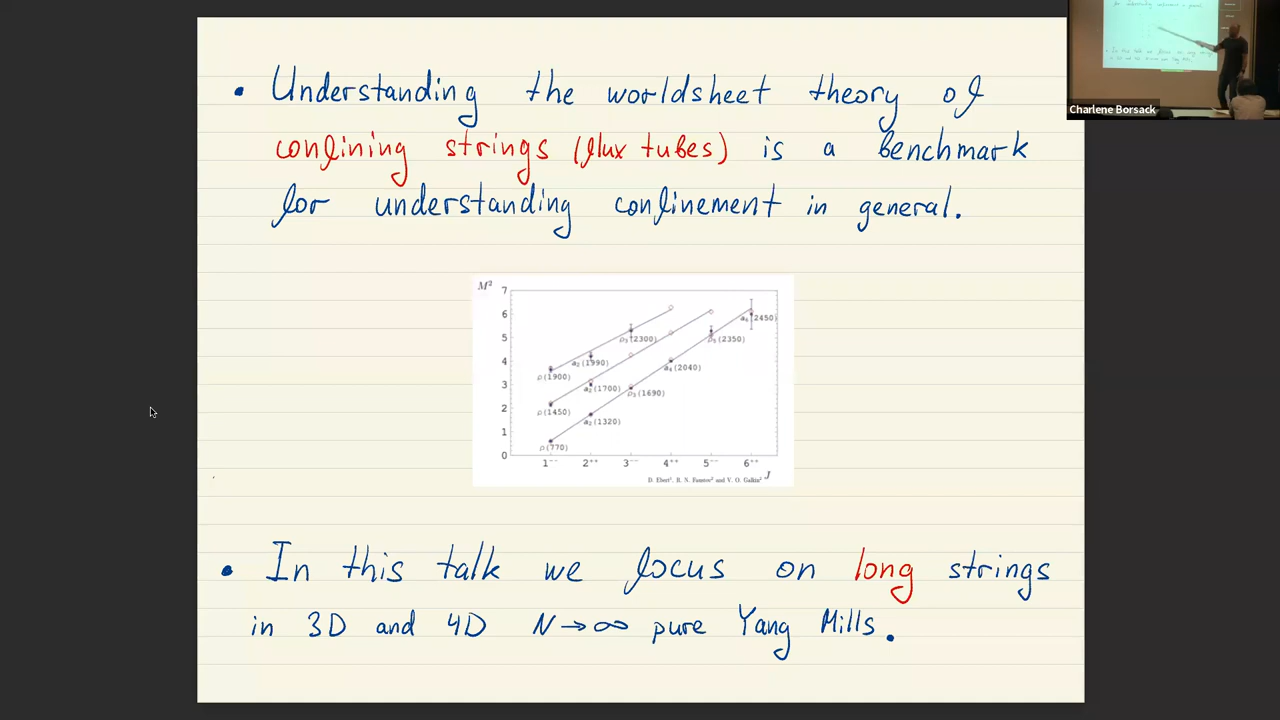 • Understanding the worldsheet theory of
confining strings (flux tubes) is a benchmark
for understanding confinement in general.
M²
7
6
5
4
3
2
1
0
ρ(1900)
a₂(1990)
ρ₃(2300)
ρ(1450)
a₂(1700)
ρ(770)
a₂(1320)
ρ₃(1690)
a₄(2040)
ρ₅(2350)
a₆(2450)
1⁻⁻ 2⁺⁺ 3⁻⁻ 4⁺⁺ 5⁻⁻ 6⁺⁺ J
D. Ebert¹, R. N. Faustov² and V. O. Galkin²
• In this talk we focus on long strings
in 3D and 4D N→∞ pure Yang Mills.
Charlene Borsack